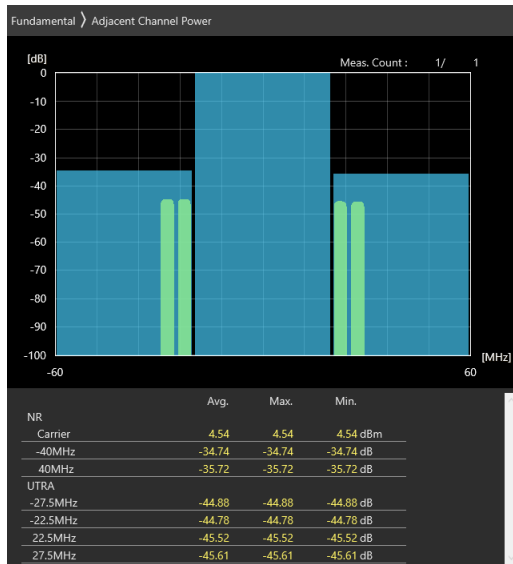 Fundamental 》 Adjacent Channel Power
[dB]
Meas. Count : 1/ 1
0
-10
-20
-30
-40
-50
-60
-70
-80
-90
-100
[MHz]
-60 60
Avg. Max. Min.
NR
Carrier 4.54 4.54 4.54 dBm
-40MHz -34.74 -34.74 -34.74 dB
40MHz -35.72 -35.72 -35.72 dB
UTRA
-27.5MHz -44.88 -44.88 -44.88 dB
-22.5MHz -44.78 -44.78 -44.78 dB
22.5MHz -45.52 -45.52 -45.52 dB
27.5MHz -45.61 -45.61 -45.61 dB